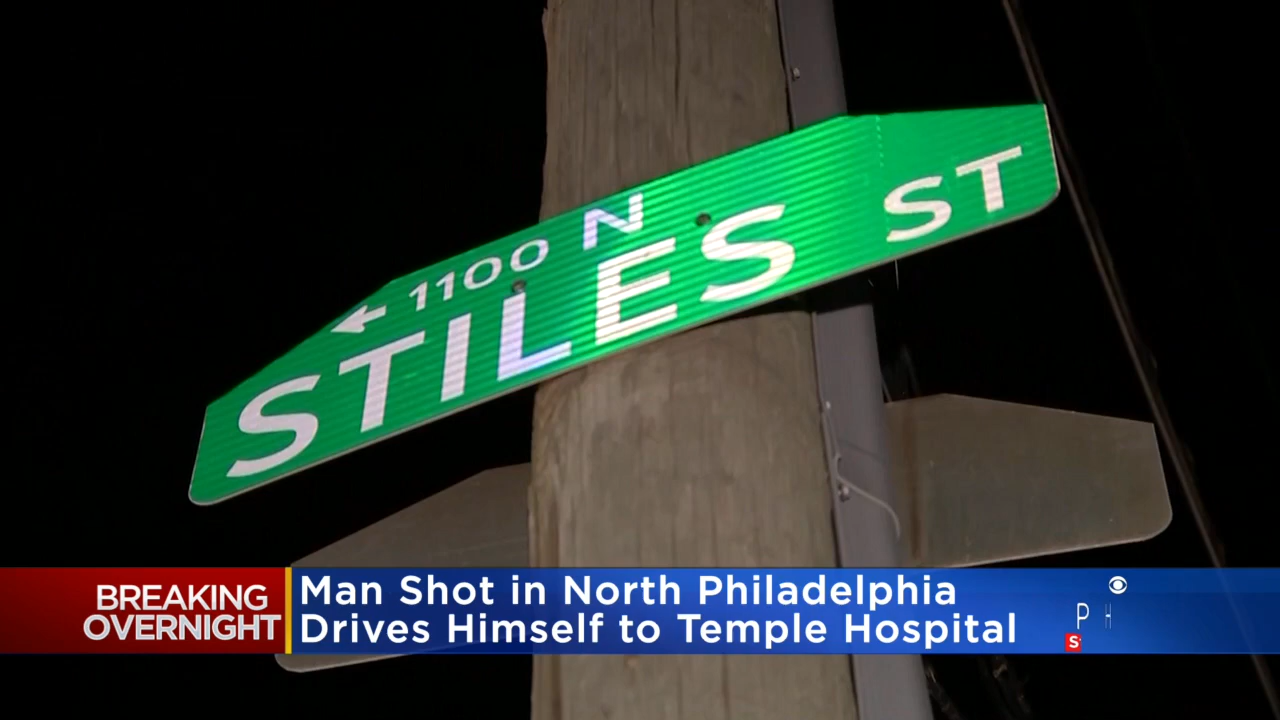 ← 1100 N
STILES ST
BREAKING
OVERNIGHT
Man Shot in North Philadelphia
Drives Himself to Temple Hospital
P H
S